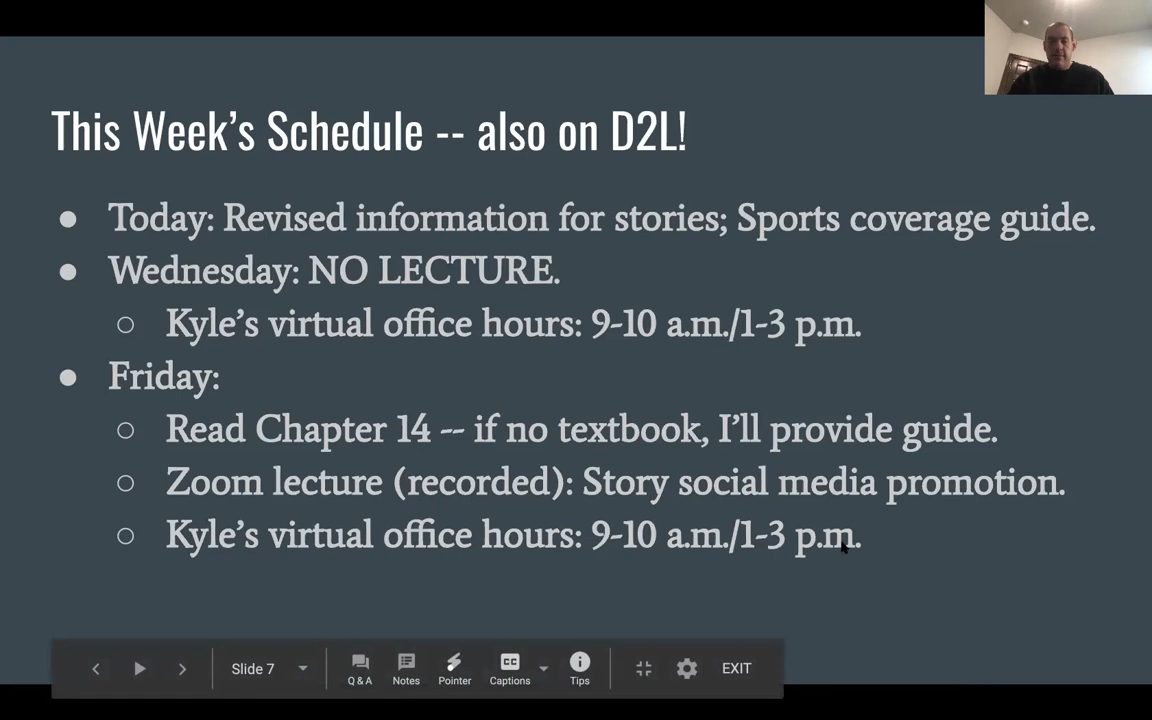 This Week's Schedule -- also on D2L!
● Today: Revised information for stories; Sports coverage guide.
● Wednesday: NO LECTURE.
○ Kyle's virtual office hours: 9-10 a.m./1-3 p.m.
● Friday:
○ Read Chapter 14 -- if no textbook, I'll provide guide.
○ Zoom lecture (recorded): Story social media promotion.
○ Kyle's virtual office hours: 9-10 a.m./1-3 p.m.
Slide 7 Q & A Notes Pointer CC Captions Tips EXIT